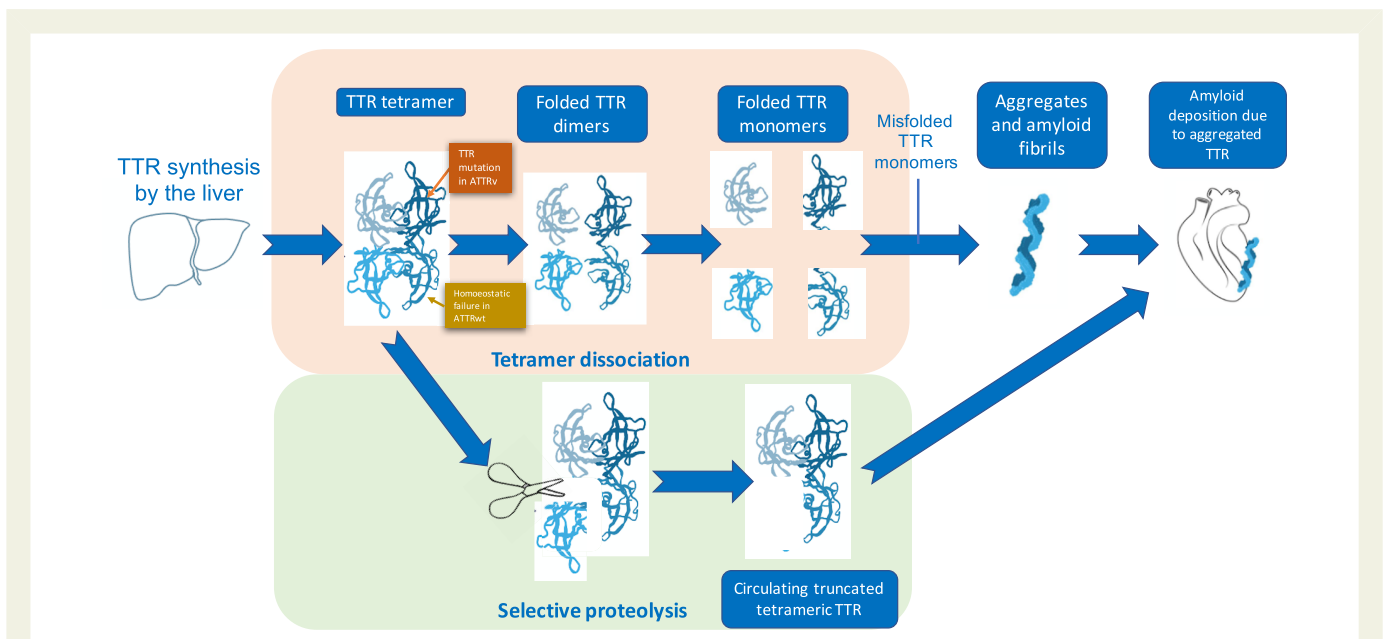 TTR synthesis
by the liver
TTR tetramer
TTR
mutation
in ATTRv
Homoeostatic
failure in
ATTRwt
Folded TTR
dimers
Folded TTR
monomers
Misfolded
TTR
monomers
Aggregates
and amyloid
fibrils
Amyloid
deposition due
to aggregated
TTR
Tetramer dissociation
Selective proteolysis
Circulating truncated
tetrameric TTR